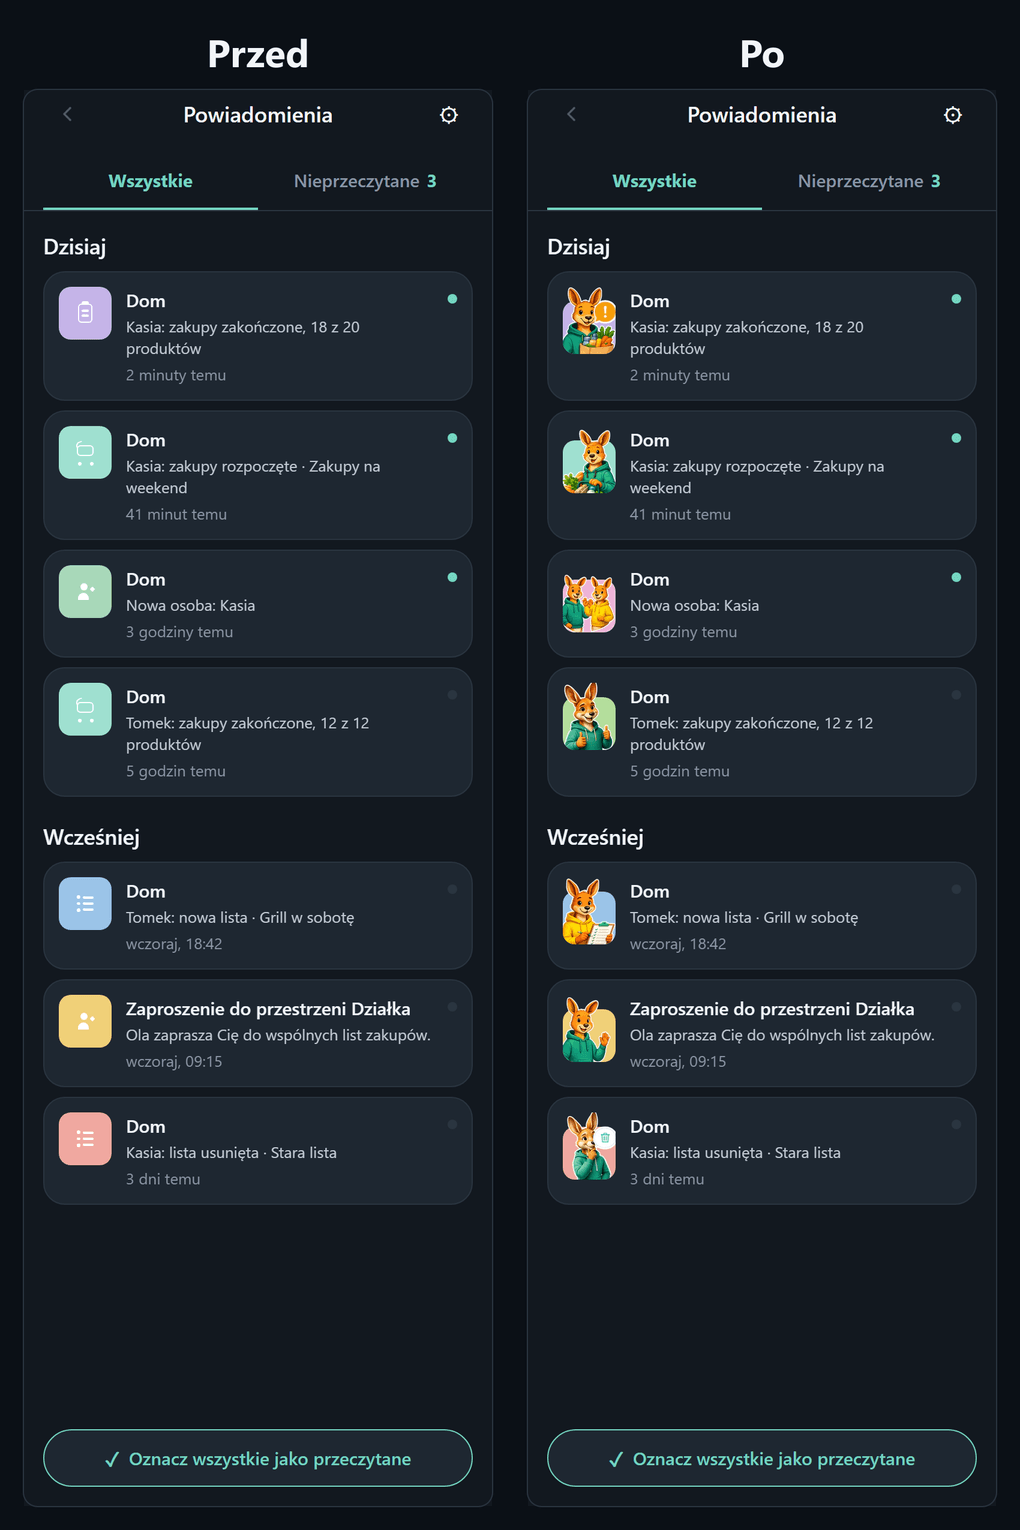 Przed
Powiadomienia
Wszystkie
Nieprzeczytane 3
Dzisiaj
Dom
Kasia: zakupy zakończone, 18 z 20
produktów
2 minuty temu
Dom
Kasia: zakupy rozpoczęte · Zakupy na
weekend
41 minut temu
Dom
Nowa osoba: Kasia
3 godziny temu
Dom
Tomek: zakupy zakończone, 12 z 12
produktów
5 godzin temu
Wcześniej
Dom
Tomek: nowa lista · Grill w sobotę
wczoraj, 18:42
Zaproszenie do przestrzeni Działka
Ola zaprasza Cię do wspólnych list zakupów.
wczoraj, 09:15
Dom
Kasia: lista usunięta · Stara lista
3 dni temu
✓ Oznacz wszystkie jako przeczytane
Po
Powiadomienia
Wszystkie
Nieprzeczytane 3
Dzisiaj
!
Dom
Kasia: zakupy zakończone, 18 z 20
produktów
2 minuty temu
Dom
Kasia: zakupy rozpoczęte · Zakupy na
weekend
41 minut temu
Dom
Nowa osoba: Kasia
3 godziny temu
Dom
Tomek: zakupy zakończone, 12 z 12
produktów
5 godzin temu
Wcześniej
Dom
Tomek: nowa lista · Grill w sobotę
wczoraj, 18:42
Zaproszenie do przestrzeni Działka
Ola zaprasza Cię do wspólnych list zakupów.
wczoraj, 09:15
Dom
Kasia: lista usunięta · Stara lista
3 dni temu
✓ Oznacz wszystkie jako przeczytane